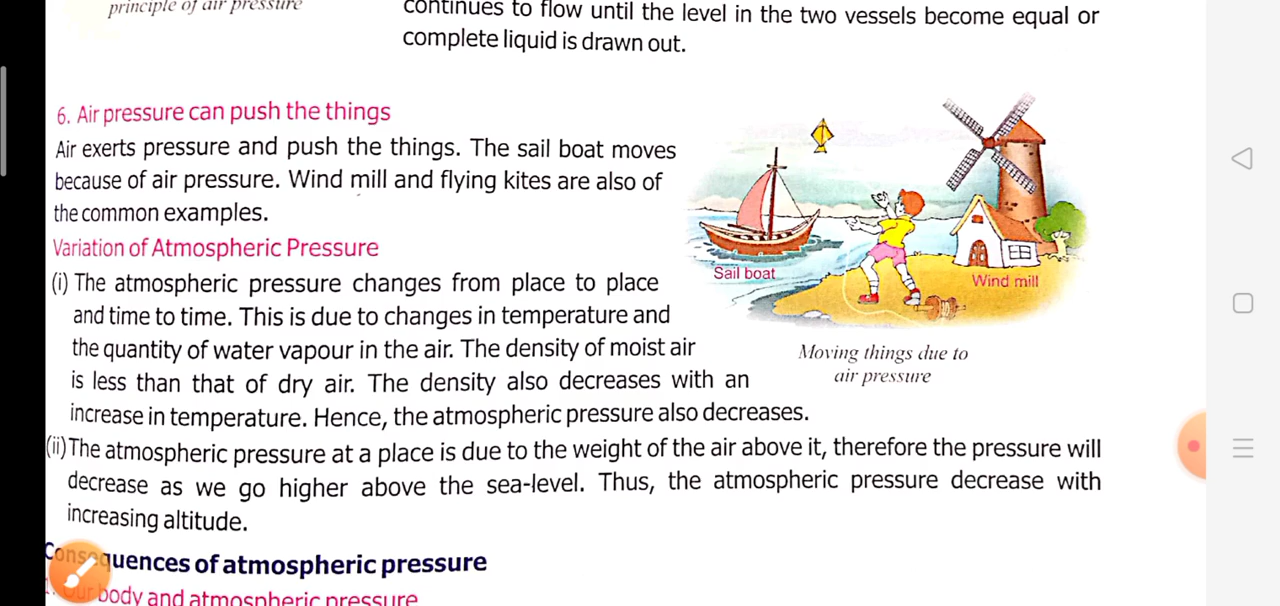 principle of air pressure
continues to flow until the level in the two vessels become equal or
complete liquid is drawn out.
6. Air pressure can push the things
Air exerts pressure and push the things. The sail boat moves
because of air pressure. Wind mill and flying kites are also of
the common examples.
Sail boat
Wind mill
Moving things due to
air pressure
Variation of Atmospheric Pressure
(i) The atmospheric pressure changes from place to place
and time to time. This is due to changes in temperature and
the quantity of water vapour in the air. The density of moist air
is less than that of dry air. The density also decreases with an
increase in temperature. Hence, the atmospheric pressure also decreases.
(ii) The atmospheric pressure at a place is due to the weight of the air above it, therefore the pressure will
decrease as we go higher above the sea-level. Thus, the atmospheric pressure decrease with
increasing altitude.
Consequences of atmospheric pressure
1. Our body and atmospheric pressure